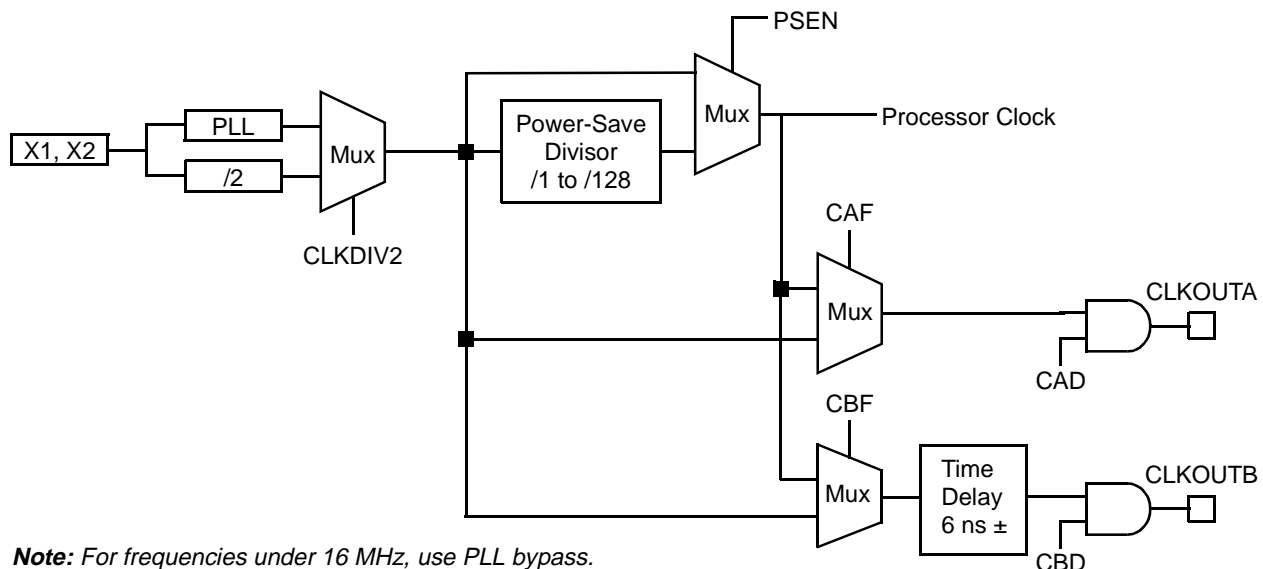 PSEN
PLL
X1, X2
/2
Mux
CLKDIV2
Power-Save
Divisor
/1 to /128
Mux
Processor Clock
CAF
Mux
CLKOUTA
CAD
CBF
Mux
Time
Delay
6 ns ±
CLKOUTB
CBD
Note: For frequencies under 16 MHz, use PLL bypass.